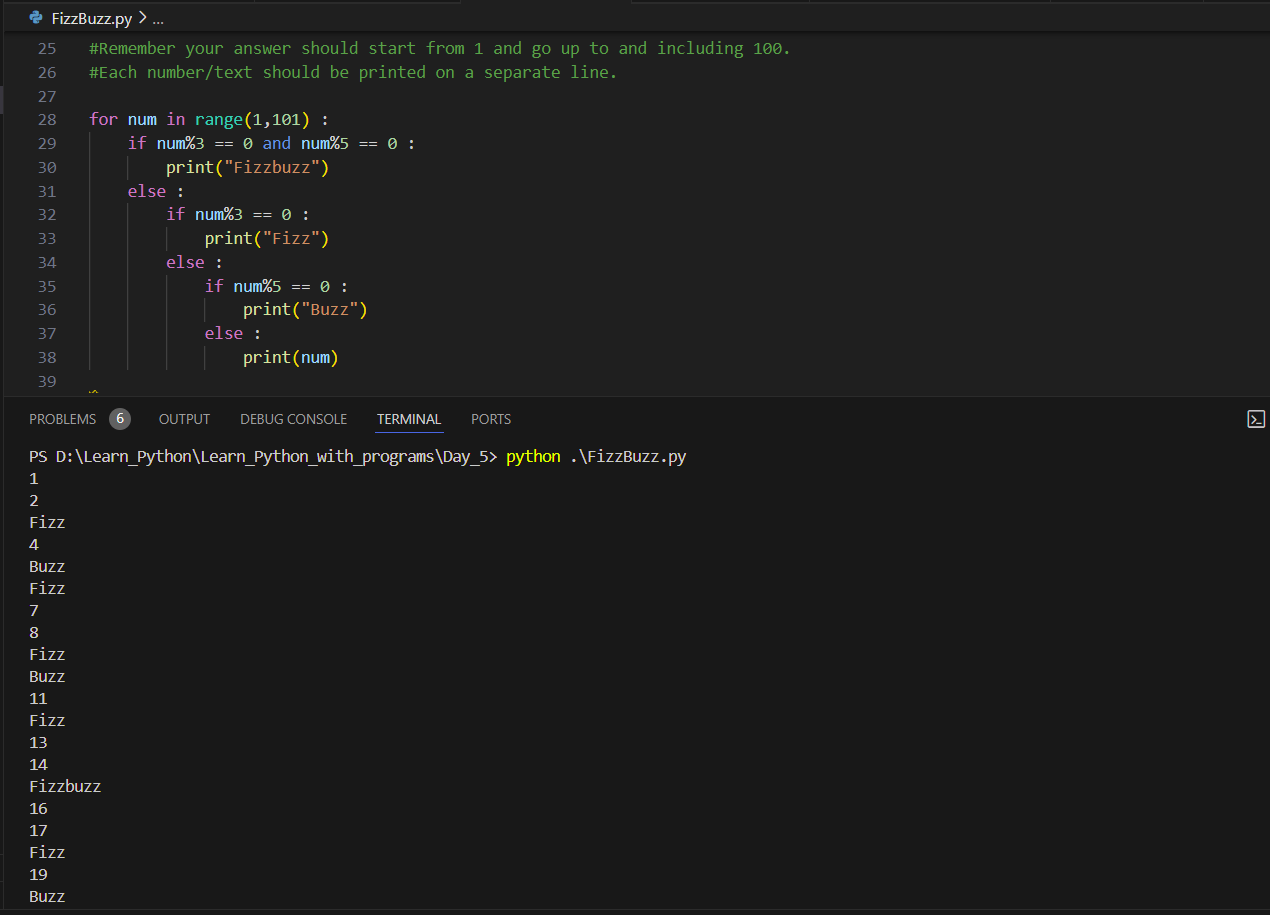 FizzBuzz.py > ...
25 #Remember your answer should start from 1 and go up to and including 100.
26 #Each number/text should be printed on a separate line.
27
28 for num in range(1,101) :
29     if num%3 == 0 and num%5 == 0 :
30         print("Fizzbuzz")
31     else :
32         if num%3 == 0 :
33             print("Fizz")
34         else :
35             if num%5 == 0 :
36                 print("Buzz")
37             else :
38                 print(num)
39
PROBLEMS 6 OUTPUT DEBUG CONSOLE TERMINAL PORTS
PS D:\Learn_Python\Learn_Python_with_programs\Day_5> python .\FizzBuzz.py
1
2
Fizz
4
Buzz
Fizz
7
8
Fizz
Buzz
11
Fizz
13
14
Fizzbuzz
16
17
Fizz
19
Buzz